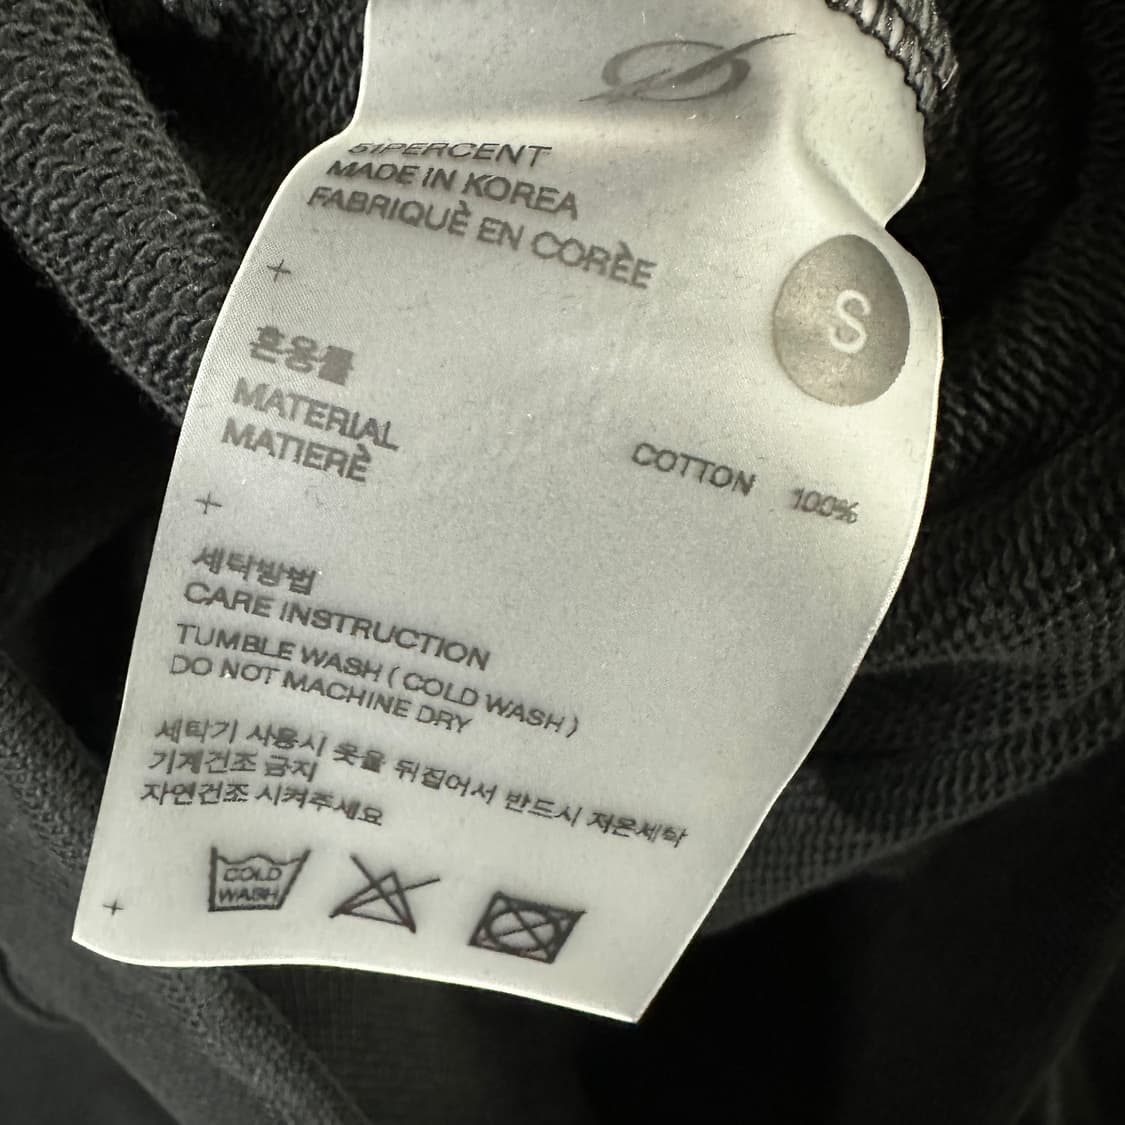 51PERCENT
MADE IN KOREA
FABRIQUÈ EN CORÈE
S
혼용률
MATERIAL
MATIERÈ
COTTON 100%
세탁방법
CARE INSTRUCTION
TUMBLE WASH ( COLD WASH )
DO NOT MACHINE DRY
세탁기 사용시 옷을 뒤집어서 반드시 저온세탁
기계건조 금지
자연건조 시켜주세요
COLD
WASH